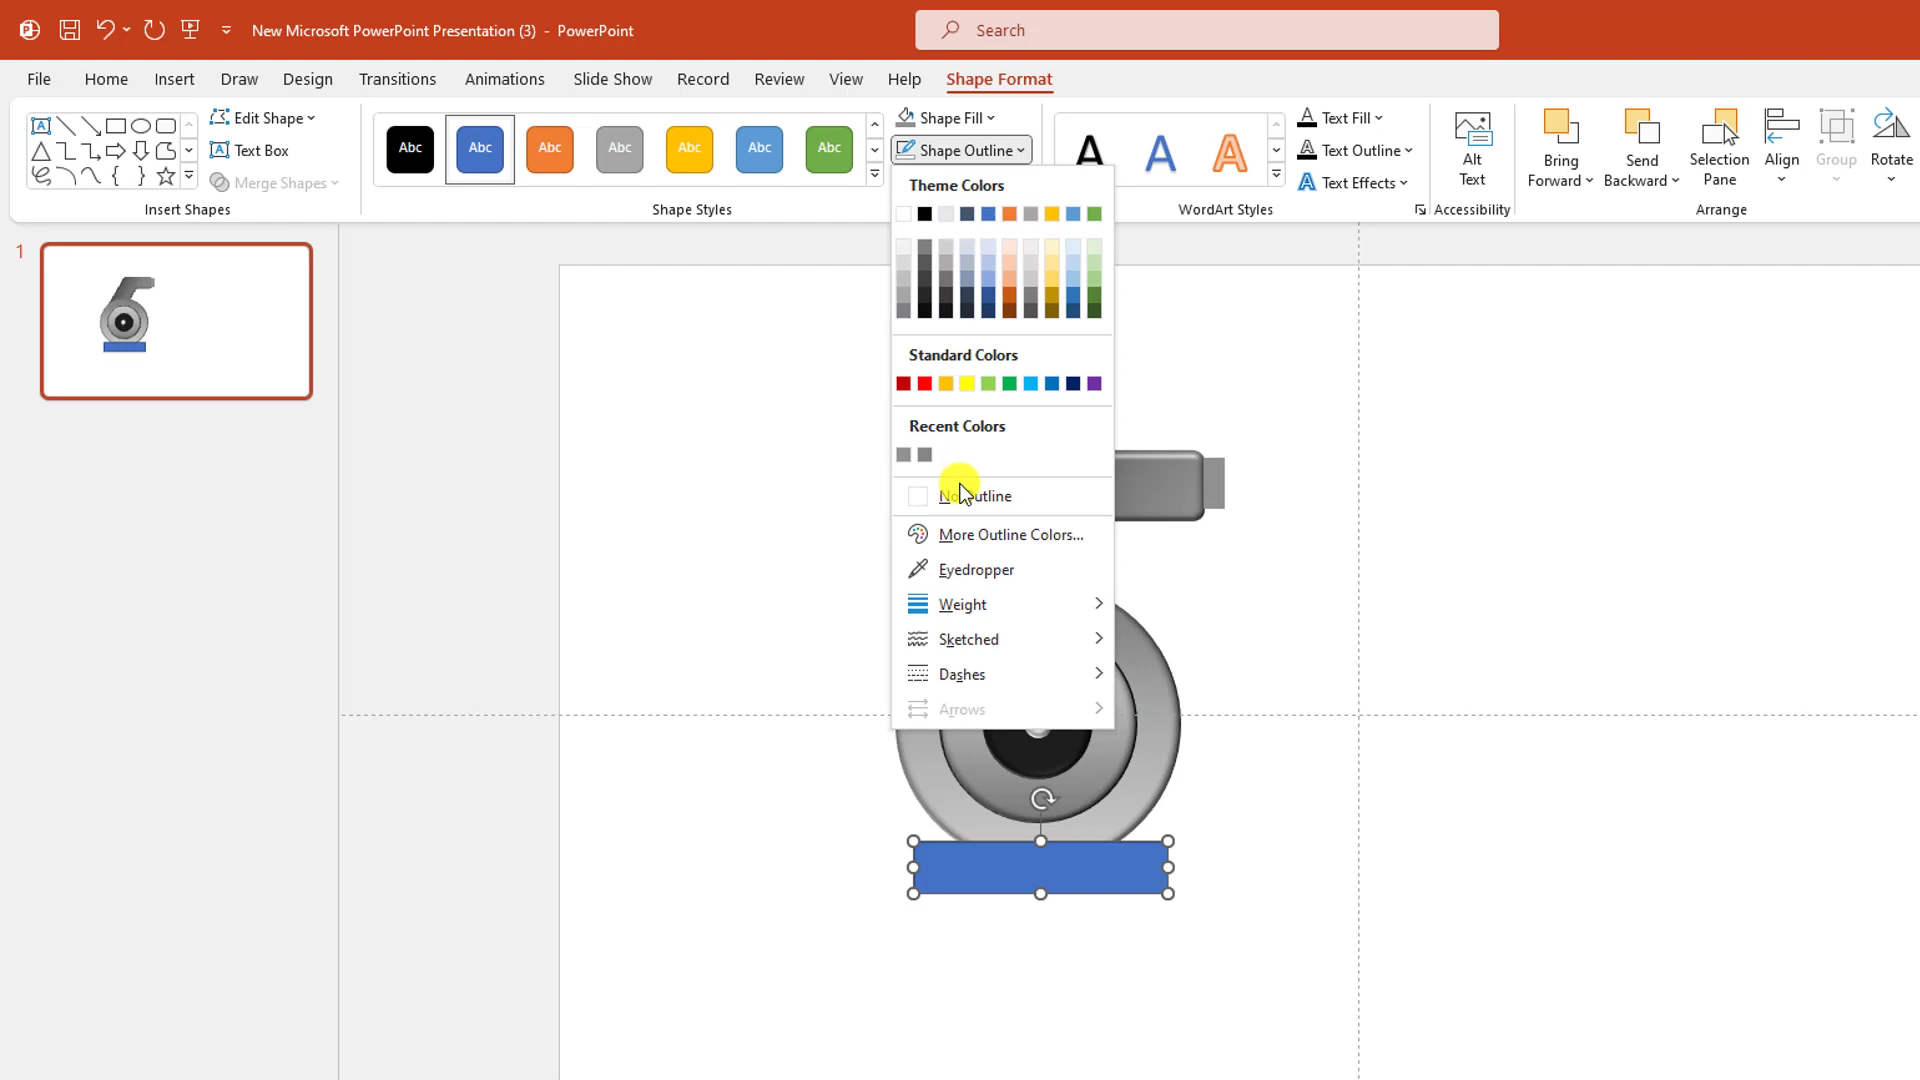 New Microsoft PowerPoint Presentation (3) - PowerPoint
Search
File Home Insert Draw Design Transitions Animations Slide Show Record Review View Help Shape Format
Edit Shape
Text Box
Merge Shapes
Insert Shapes
Abc Abc Abc Abc Abc Abc Abc
Shape Styles
Shape Fill
Shape Outline
A A A
WordArt Styles
Text Fill
Text Outline
Text Effects
Alt Text
Accessibility
Bring Forward
Send Backward
Selection Pane
Align
Group
Rotate
Arrange
Theme Colors
Standard Colors
Recent Colors
No Outline
More Outline Colors...
Eyedropper
Weight
Sketched
Dashes
Arrows
1